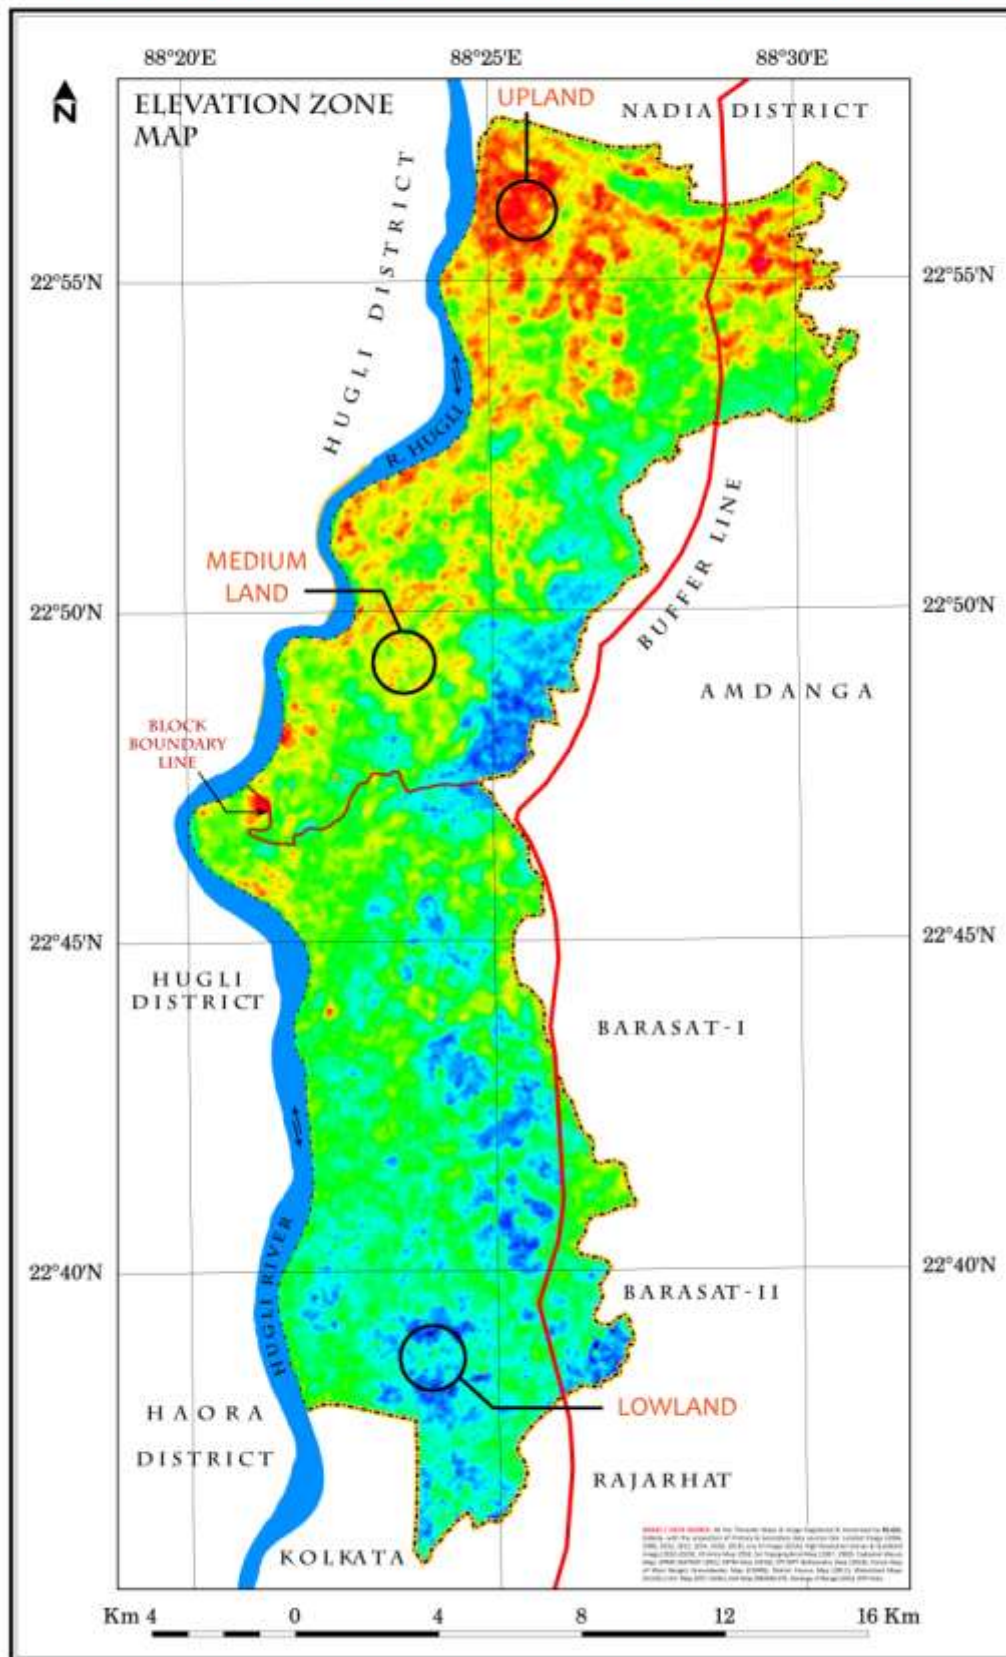 88°20'E 88°25'E 88°30'E
N
ELEVATION ZONE
MAP
UPLAND
NADIA DISTRICT
HUGLI DISTRICT
22°55'N 22°55'N
R. HUGLI
BUFFER LINE
MEDIUM
LAND
22°50'N 22°50'N
AMDANGA
BLOCK
BOUNDARY
LINE
22°45'N 22°45'N
HUGLI
DISTRICT
BARASAT-I
22°40'N 22°40'N
HUGLI RIVER
BARASAT-II
LOWLAND
HAORA
DISTRICT
RAJARHAT
KOLKATA
Km 4 0 4 8 12 16 Km